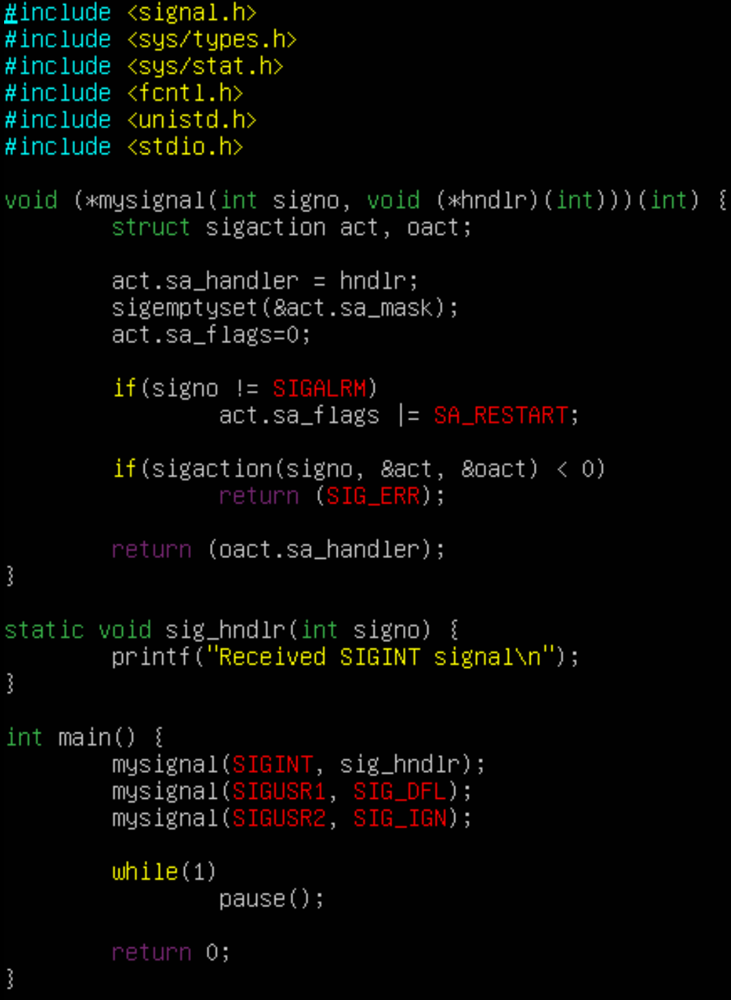 #include <signal.h>
#include <sys/types.h>
#include <sys/stat.h>
#include <fcntl.h>
#include <unistd.h>
#include <stdio.h>

void (*mysignal(int signo, void (*hndlr)(int)))(int) {
        struct sigaction act, oact;

        act.sa_handler = hndlr;
        sigemptyset(&act.sa_mask);
        act.sa_flags=0;

        if(signo != SIGALRM)
                act.sa_flags |= SA_RESTART;

        if(sigaction(signo, &act, &oact) < 0)
                return (SIG_ERR);

        return (oact.sa_handler);
}

static void sig_hndlr(int signo) {
        printf("Received SIGINT signal\n");
}

int main() {
        mysignal(SIGINT, sig_hndlr);
        mysignal(SIGUSR1, SIG_DFL);
        mysignal(SIGUSR2, SIG_IGN);

        while(1)
                pause();

        return 0;
}